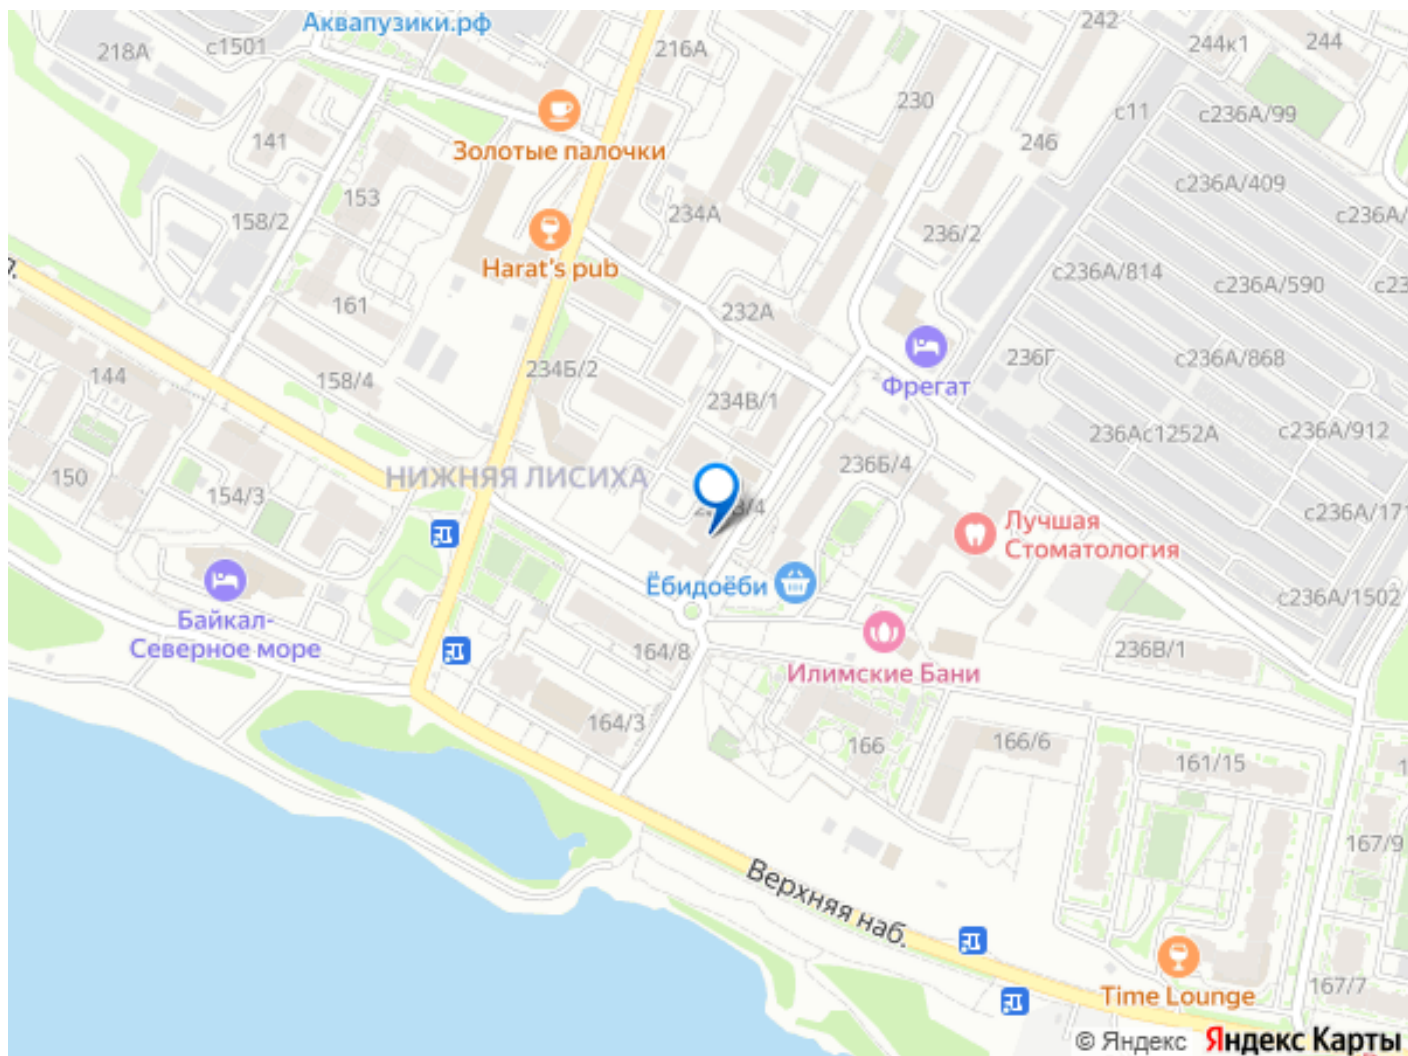 Аквапузики.рф
242
218А
с1501
216А
244к1
244
230
с11
с236А/99
141
Золотые палочки
246
153
с236А/409
158/2
234А
236/2
с236А/
Harat's pub
с236А/814
с236А/590
161
232А
236Г
с236А/868
144
158/4
234Б/2
Фрегат
234В/1
236Ас1252А
с236А/912
150
НИЖНЯЯ ЛИСИХА
236Б/4
154/3
с236А/171
Лучшая
Стоматология
Ёбидоёби
с236А/1502
Байкал-
Северное море
164/8
236В/1
Илимские Бани
164/3
166
166/6
161/15
167/9
Верхняя наб.
Time Lounge
167/7
© Яндекс
Яндекс Карты